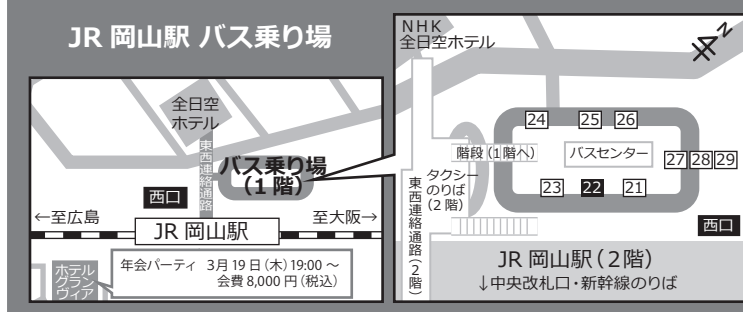 JR 岡山駅 バス乗り場
全日空
ホテル
東西連絡通路
バス乗り場
(1 階)
西口
←至広島
至大阪→
JR 岡山駅
ホテル
グラン
ヴィア
年会パーティ 3月19日(木)19:00 ～
会費 8,000 円(税込)
NHK
全日空ホテル
N
24
25
26
階段 (1階へ)
バスセンター
27
28
29
タクシー
のりば
(2 階)
23
22
21
東西連絡通路(2階)
西口
JR 岡山駅(2階)
↓中央改札口・新幹線のりば